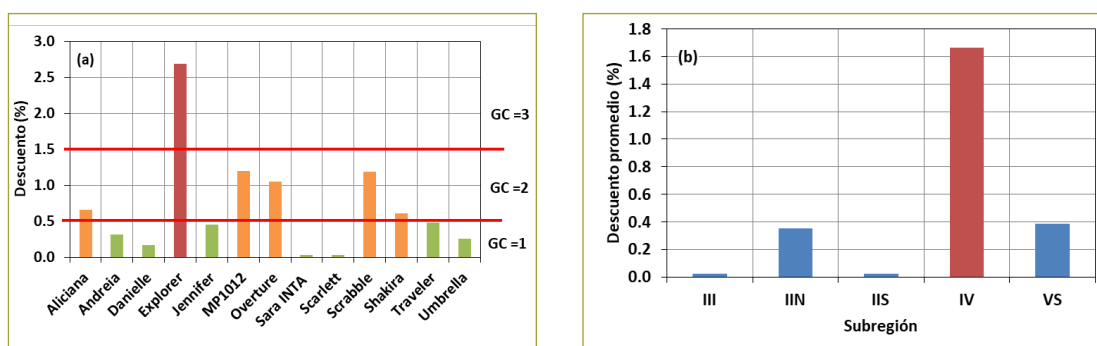 (a)
Descuento (%)
3.0
2.5
2.0
1.5
1.0
0.5
0.0
GC =3
GC =2
GC =1
Aliciana
Andreia
Danielle
Explorer
Jennifer
MP1012
Overture
Sara INTA
Scarlett
Scrabble
Shakira
Traveler
Umbrella
(b)
Descuento promedio (%)
1.8
1.6
1.4
1.2
1.0
0.8
0.6
0.4
0.2
0.0
III
IIN
IIS
IV
VS
Subregión